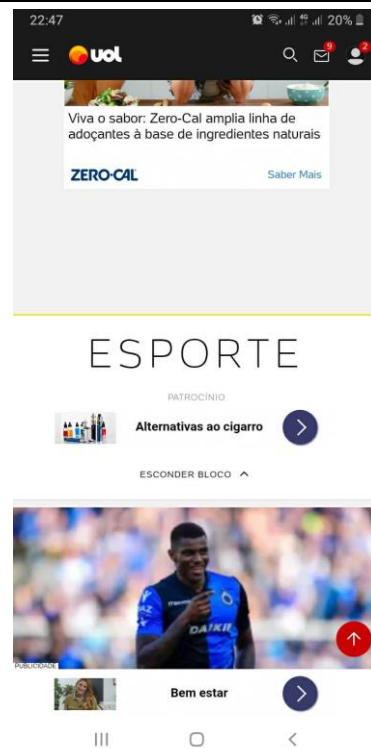 22:47
4G
20%
uol
9
2
Viva o sabor: Zero-Cal amplia linha de
adoçantes à base de ingredientes naturais
ZERO-CAL
Saber Mais
ESPORTE
PATROCÍNIO
Alternativas ao cigarro
ESCONDER BLOCO
DAIKIN
PUBLICIDADE
Bem estar